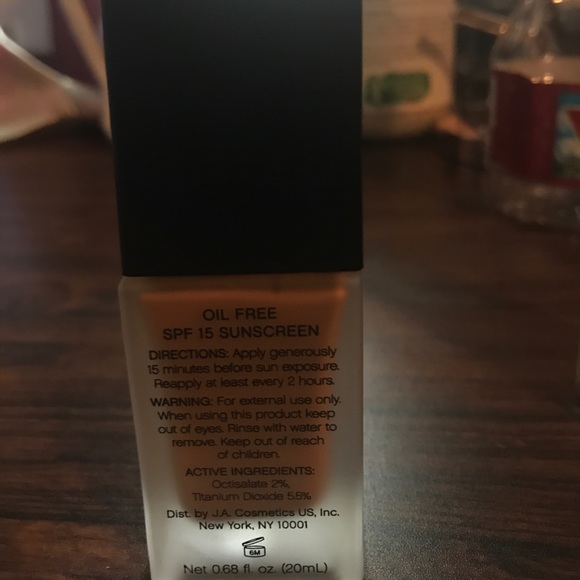 OIL FREE
SPF 15 SUNSCREEN
DIRECTIONS: Apply generously
15 minutes before sun exposure.
Reapply at least every 2 hours.
WARNING: For external use only.
When using this product keep
out of eyes. Rinse with water to
remove. Keep out of reach
of children.
ACTIVE INGREDIENTS:
Octisalate 2%,
Titanium Dioxide 5.5%
Dist. by J.A. Cosmetics US, Inc.
New York, NY 10001
6M
Net 0.68 fl. oz. (20mL)